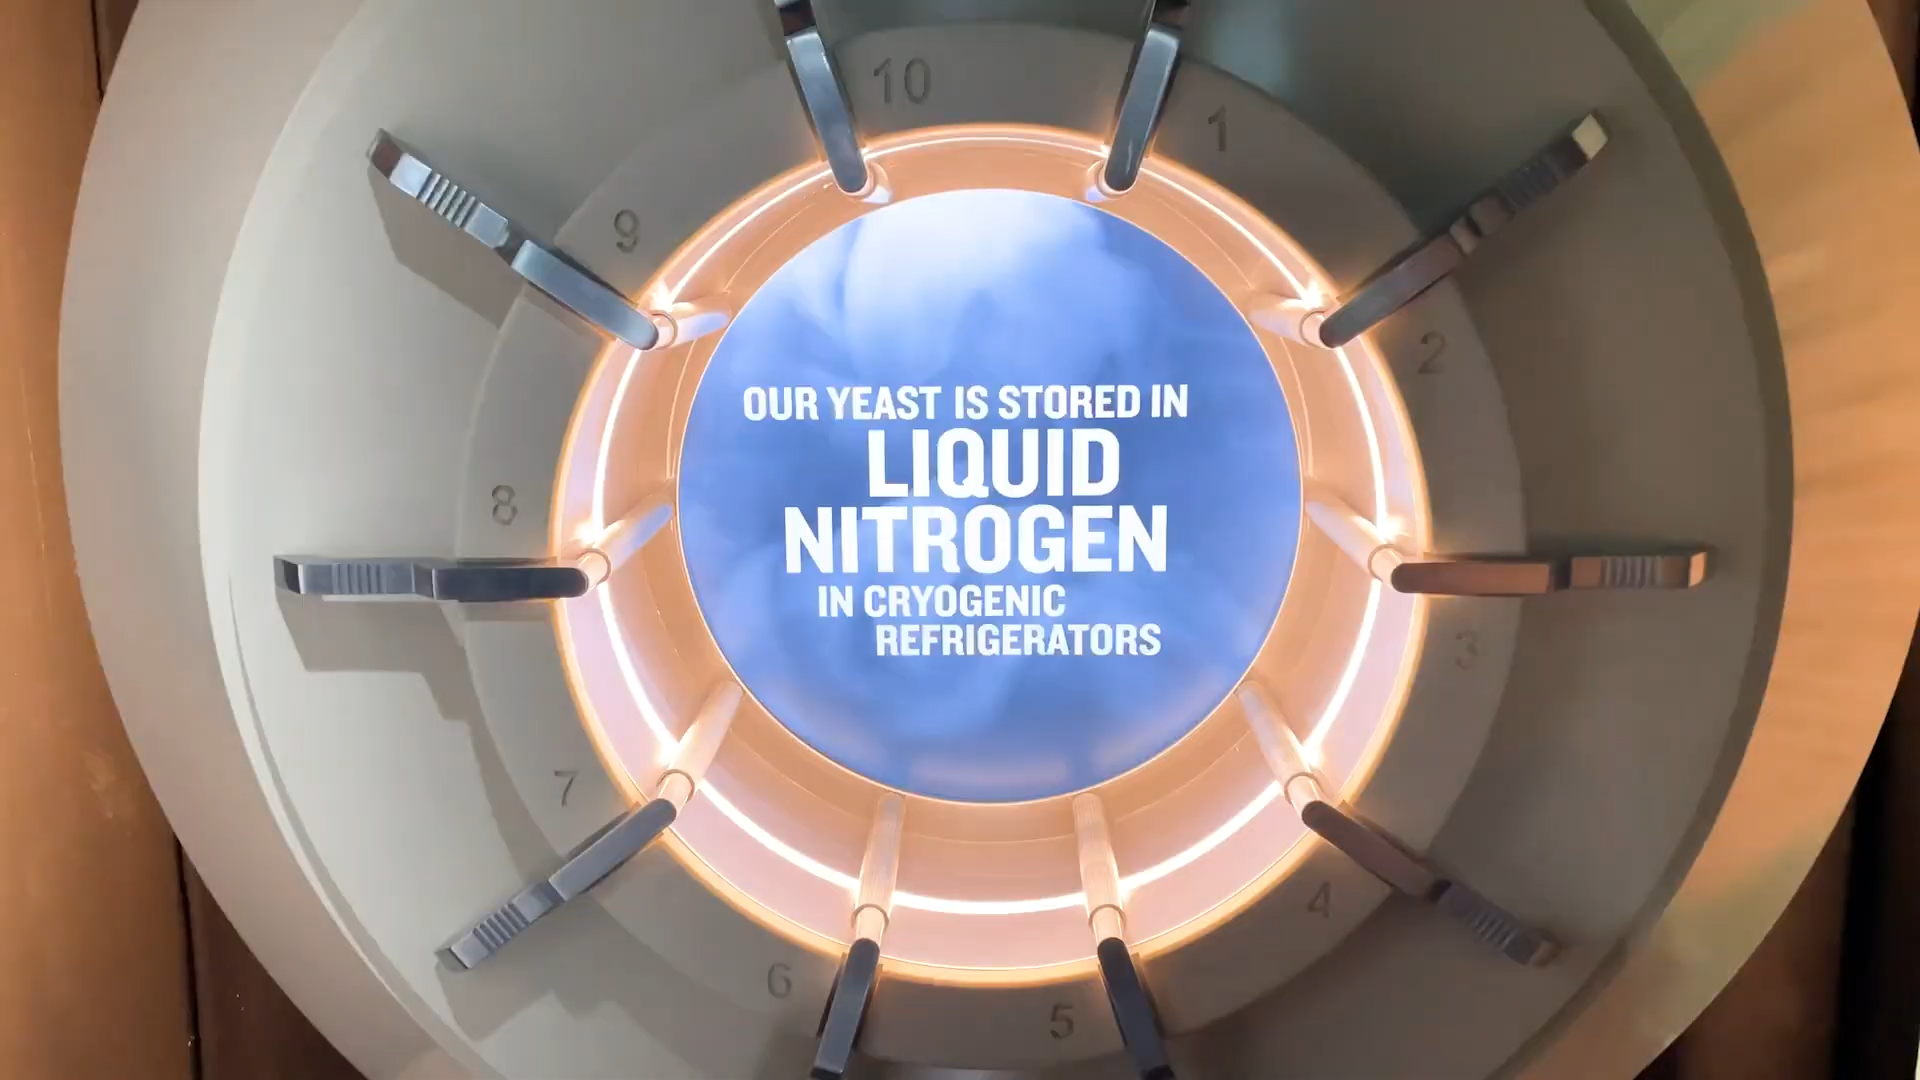 OUR YEAST IS STORED IN
LIQUID
NITROGEN
IN CRYOGENIC
REFRIGERATORS
10
1
2
3
4
5
6
7
8
9